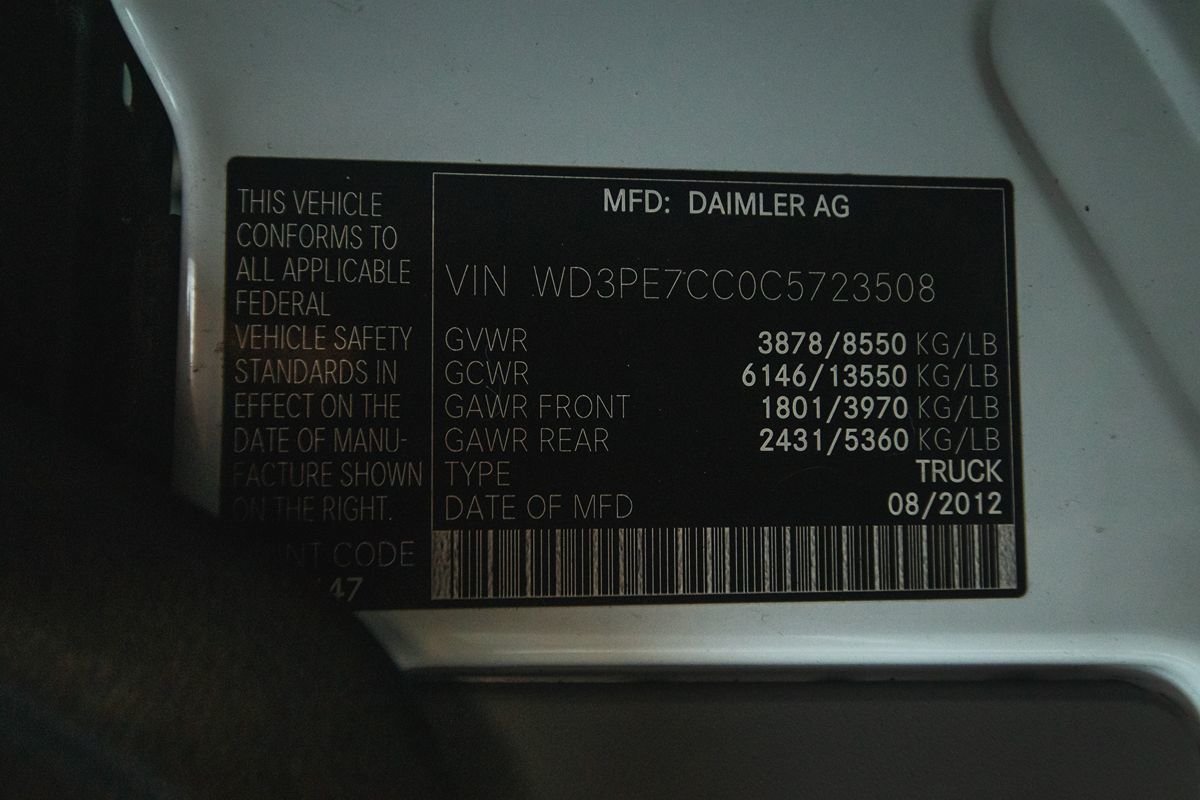 THIS VEHICLE
CONFORMS TO
ALL APPLICABLE
FEDERAL
VEHICLE SAFETY
STANDARDS IN
EFFECT ON THE
DATE OF MANU-
FACTURE SHOWN
ON THE RIGHT.
CODE
47
MFD: DAIMLER AG
VIN WD3PE7CC0C5723508
GVWR 3878/8550 KG/LB
GCWR 6146/13550 KG/LB
GAWR FRONT 1801/3970 KG/LB
GAWR REAR 2431/5360 KG/LB
TYPE TRUCK
DATE OF MFD 08/2012